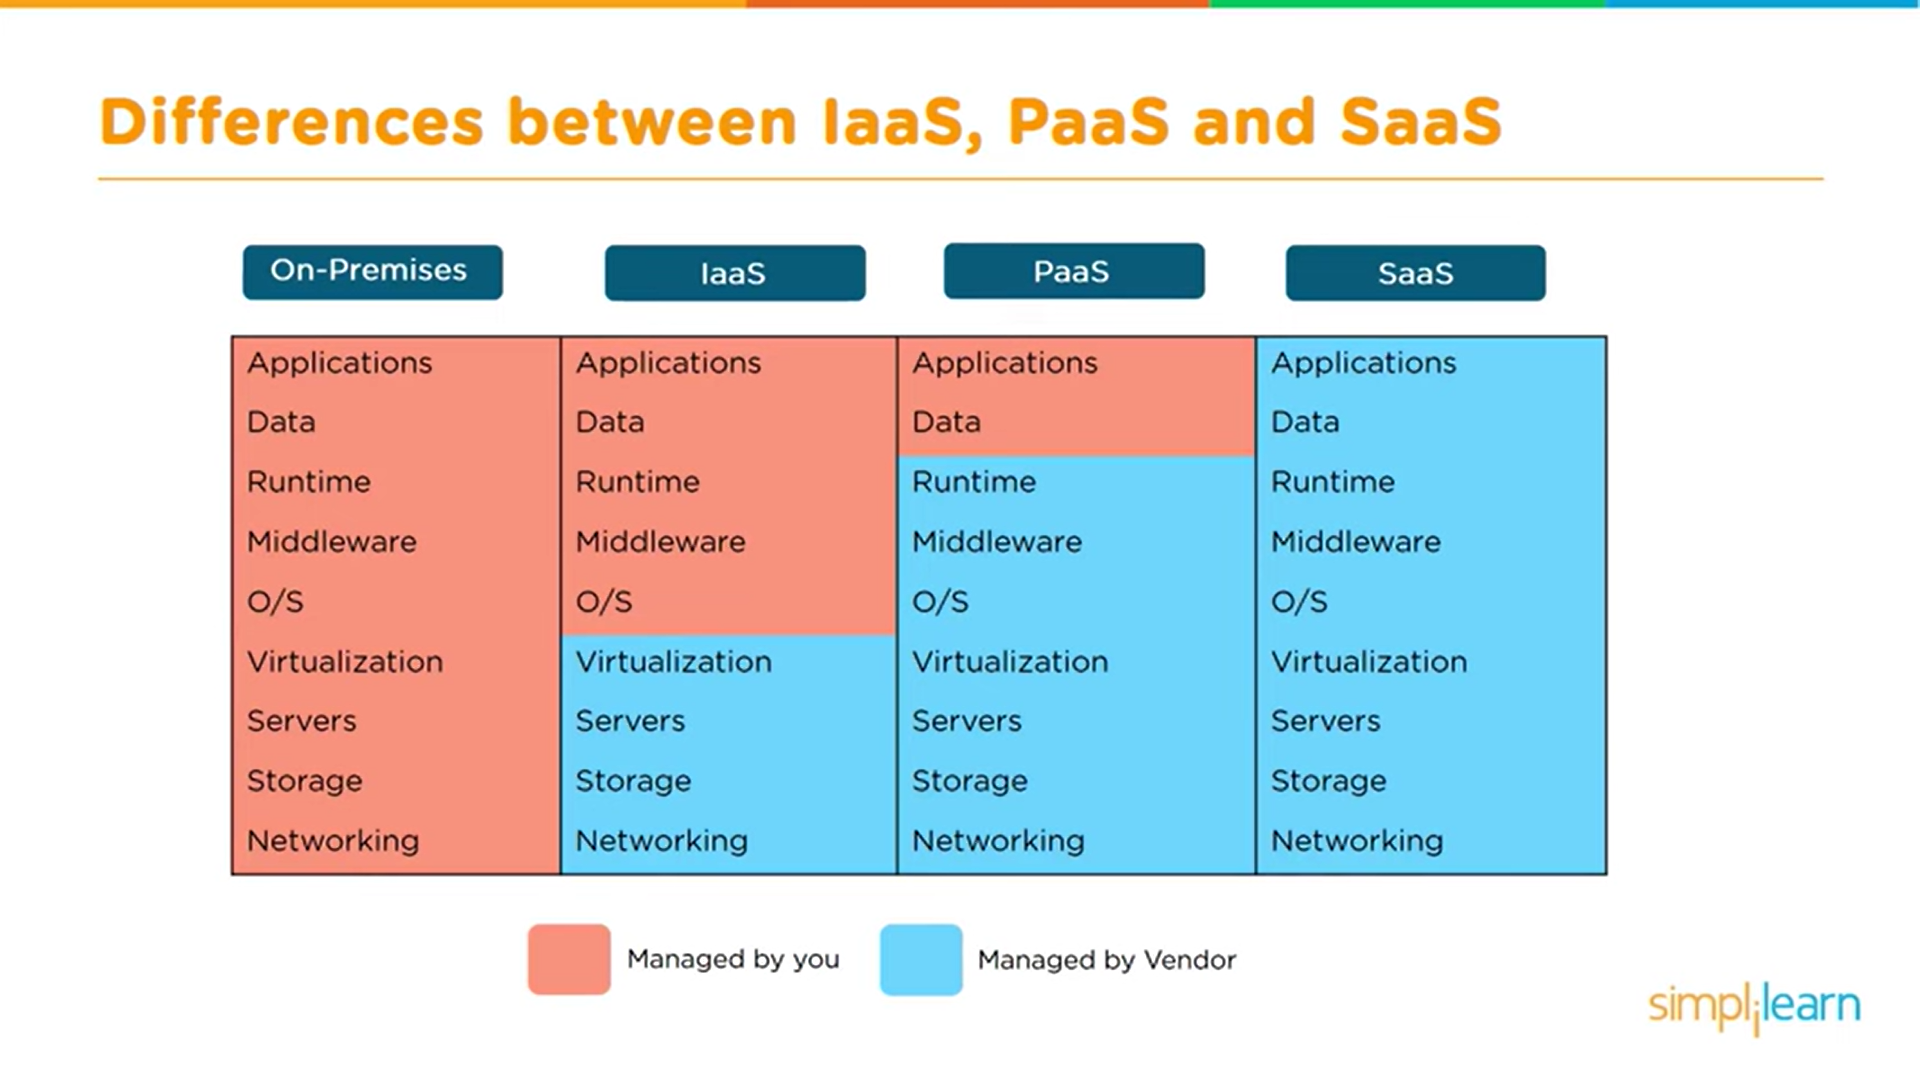 Differences between IaaS, PaaS and SaaS
On-Premises IaaS PaaS SaaS
Applications Applications Applications Applications
Data Data Data Data
Runtime Runtime Runtime Runtime
Middleware Middleware Middleware Middleware
O/S O/S O/S O/S
Virtualization Virtualization Virtualization Virtualization
Servers Servers Servers Servers
Storage Storage Storage Storage
Networking Networking Networking Networking
Managed by you Managed by Vendor
simplilearn